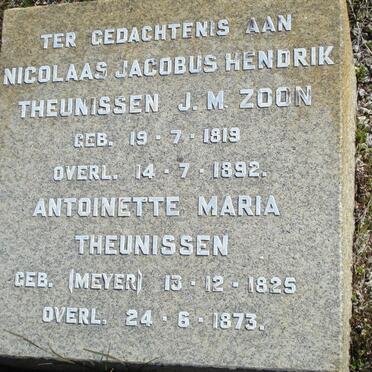 TER GEDACHTENIS AAN
NICOLAAS JACOBUS HENDRIK
THEUNISSEN J. M. ZOON
GEB. 19 · 7 · 1819
OVERL. 14 · 7 · 1892.
ANTOINETTE MARIA
THEUNISSEN
GEB. (MEYER) 13 · 12 · 1825
OVERL. 24 · 6 · 1873.